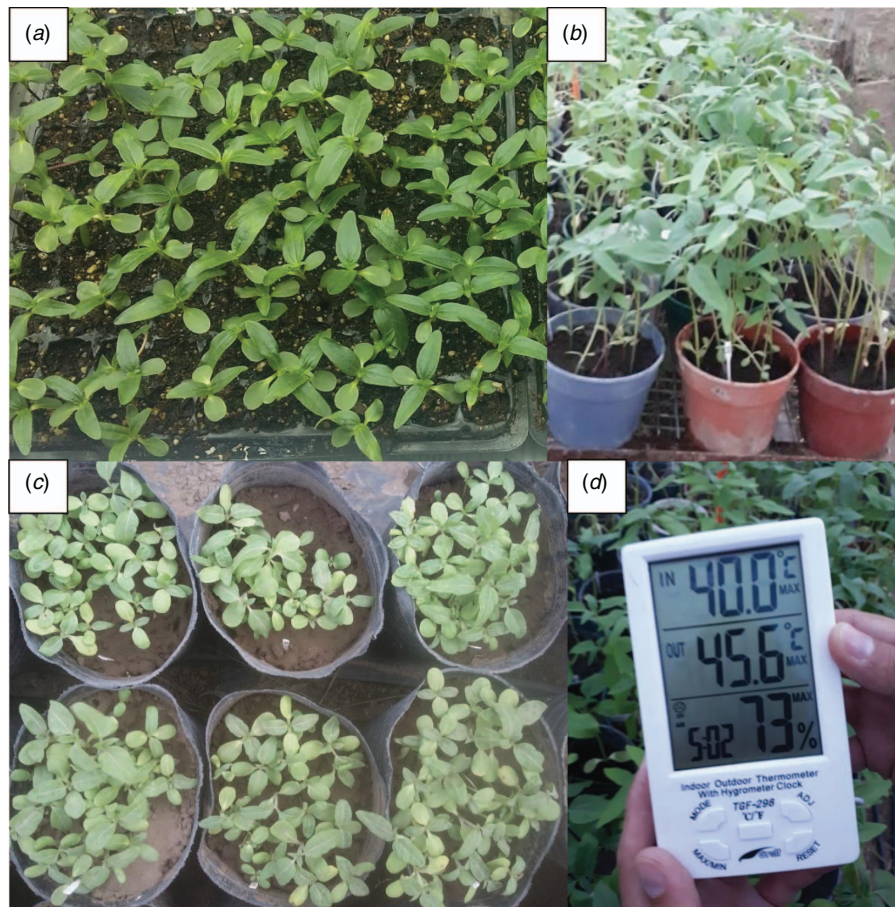 (a)
(b)
(c)
(d)
IN 40.0°C MAX
OUT 45.6°C MAX
MAX
5:02 73%
Indoor Outdoor Thermometer
With Hygrometer Clock
TGF-298
MODE °C/°F ADJ
MAX/MIN RESET